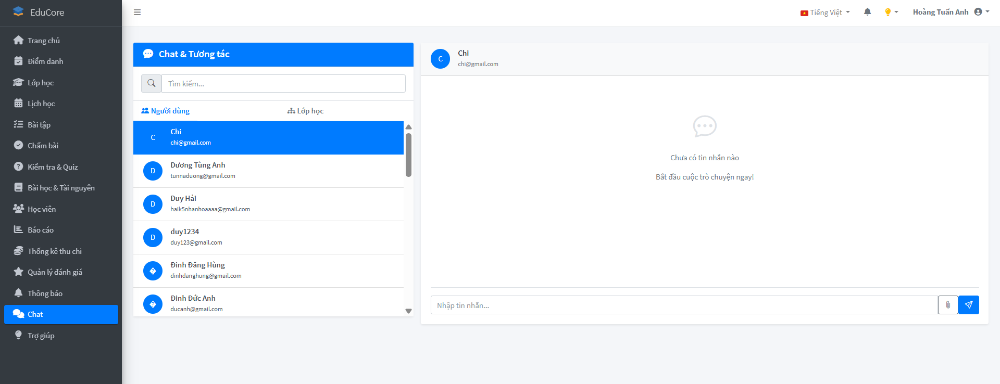 EduCore
Trang chủ
Điểm danh
Lớp học
Lịch học
Bài tập
Chấm bài
Kiểm tra & Quiz
Bài học & Tài nguyên
Học viên
Báo cáo
Thống kê thu chi
Quản lý đánh giá
Thông báo
Chat
Trợ giúp
Tiếng Việt
Hoàng Tuấn Anh
Chat & Tương tác
Tìm kiếm...
Người dùng
Lớp học
C
Chi
chi@gmail.com
D
Dương Tùng Anh
tunnaduong@gmail.com
D
Duy Hải
haik5nhanhoaaaa@gmail.com
D
duy1234
duy123@gmail.com
�
Đinh Đăng Hùng
dinhdanghung@gmail.com
�
Đinh Đức Anh
ducanh@gmail.com
C
Chi
chi@gmail.com
Chưa có tin nhắn nào
Bắt đầu cuộc trò chuyện ngay!
Nhập tin nhắn...